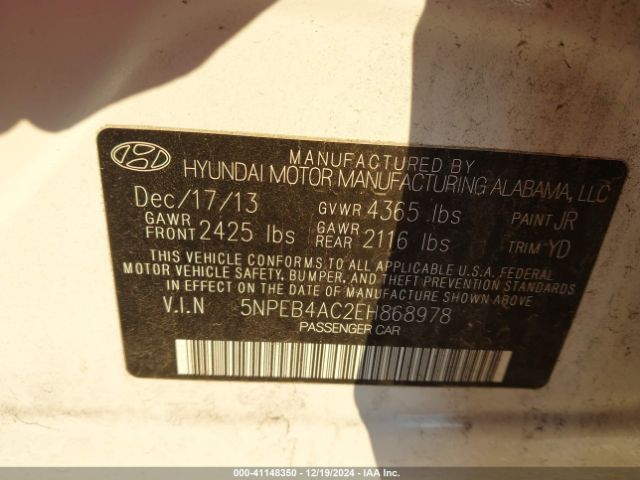 MANUFACTURED BY
HYUNDAI MOTOR MANUFACTURING ALABAMA, LLC
Dec/17/13 GVWR 4365 lbs PAINT JR
GAWR FRONT 2425 lbs GAWR REAR 2116 lbs TRIM YD
THIS VEHICLE CONFORMS TO ALL APPLICABLE U.S.A. FEDERAL
MOTOR VEHICLE SAFETY, BUMPER, AND THEFT PREVENTION STANDARDS
IN EFFECT ON THE DATE OF MANUFACTURE SHOWN ABOVE.
V.I.N 5NPEB4AC2EH868978
PASSENGER CAR
0-41148350 • 12/19/2024 - IAA Inc.